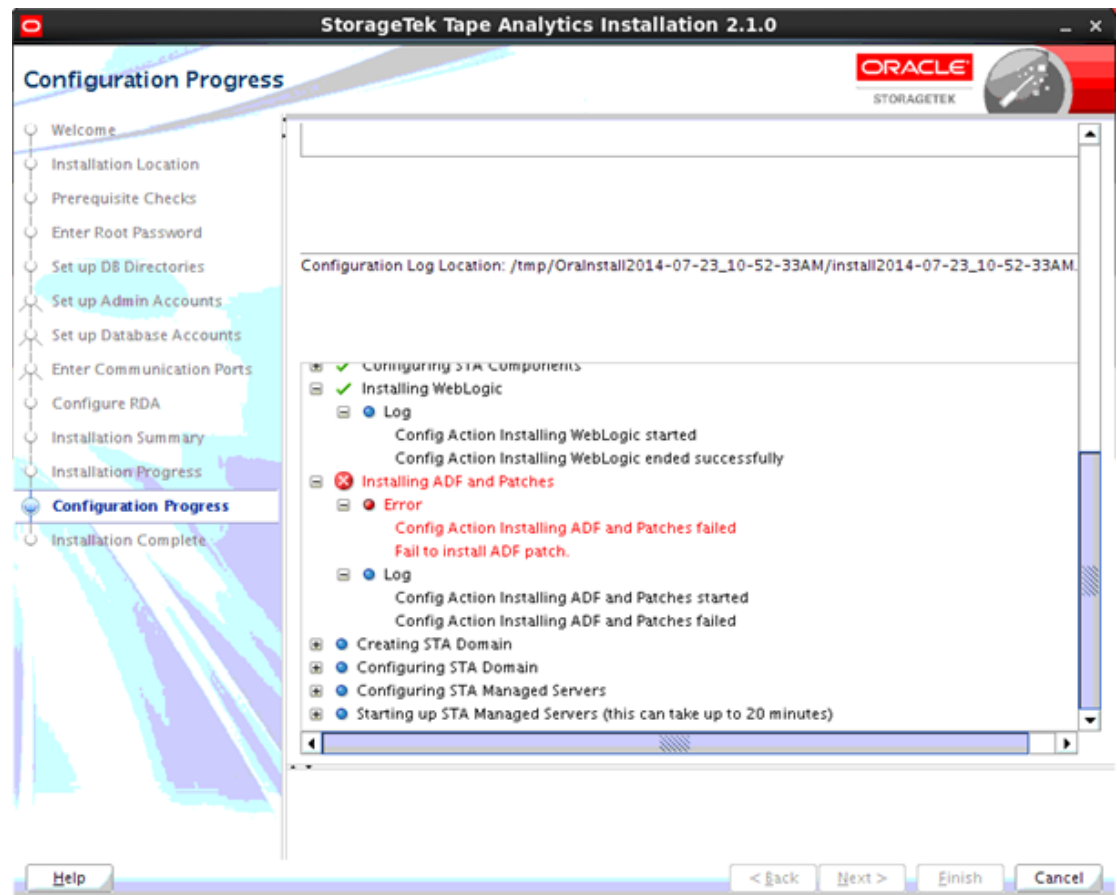 StorageTek Tape Analytics Installation 2.1.0
Configuration Progress
ORACLE
STORAGETEK
Welcome
Installation Location
Prerequisite Checks
Enter Root Password
Set up DB Directories
Set up Admin Accounts
Set up Database Accounts
Enter Communication Ports
Configure RDA
Installation Summary
Installation Progress
Configuration Progress
Installation Complete
Configuration Log Location: /tmp/OraInstall2014-07-23_10-52-33AM/install2014-07-23_10-52-33AM.
Configuring STA Components
Installing WebLogic
Log
Config Action Installing WebLogic started
Config Action Installing WebLogic ended successfully
Installing ADF and Patches
Error
Config Action Installing ADF and Patches failed
Fail to install ADF patch.
Log
Config Action Installing ADF and Patches started
Config Action Installing ADF and Patches failed
Creating STA Domain
Configuring STA Domain
Configuring STA Managed Servers
Starting up STA Managed Servers (this can take up to 20 minutes)
Help
< Back
Next >
Finish
Cancel